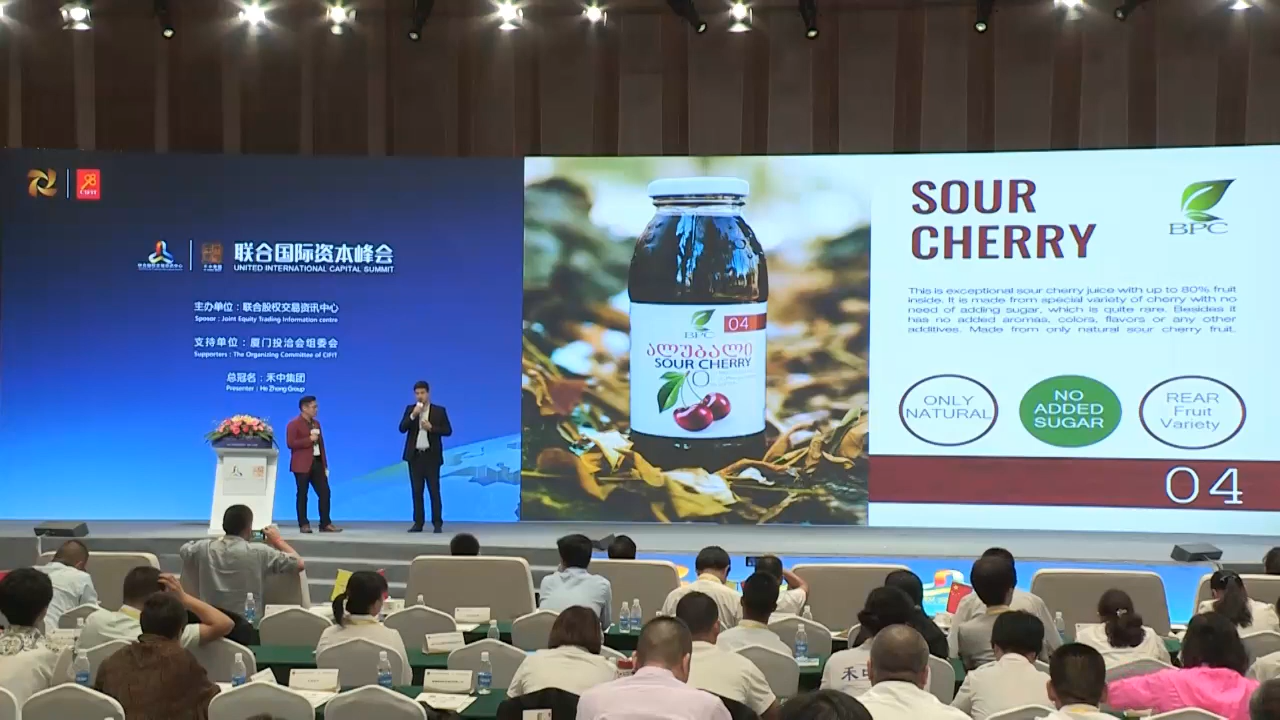 98
CIFIT
联合国际资本峰会
UNITED INTERNATIONAL CAPITAL SUMMIT
主办单位：联合股权交易资讯中心
Sposor : Joint Equity Trading Information centre
支持单位：厦门投洽会组委会
Supporters : The Organizing Committee of CIFIT
总冠名：禾中集团
Presenter : He Zhong Group
BPC
04
ალუბალი
SOUR CHERRY
SOUR
CHERRY
BPC
This is exceptional sour cherry juice with up to 80% fruit
inside. It is made from special variety of cherry with no
need of adding sugar, which is quite rare. Besides it
has no added aromas, colors, flavors or any other
additives. Made from only natural sour cherry fruit.
ONLY
NATURAL
NO
ADDED
SUGAR
REAR
Fruit
Variety
04
禾中